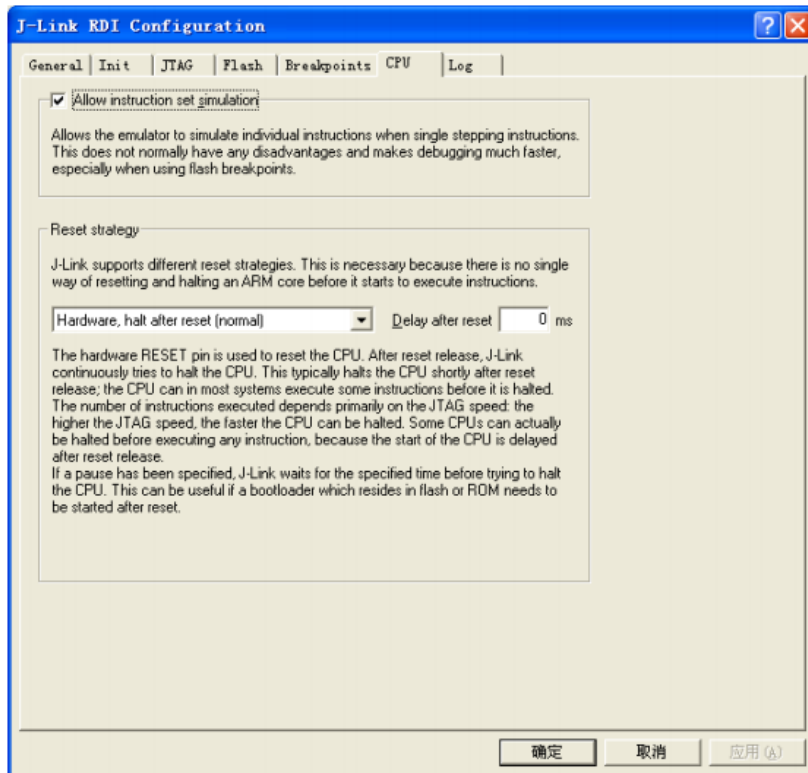 J-Link RDI Configuration
General Init JTAG Flash Breakpoints CPU Log
Allow instruction set simulation
Allows the emulator to simulate individual instructions when single stepping instructions.
This does not normally have any disadvantages and makes debugging much faster,
especially when using flash breakpoints.
Reset strategy
J-Link supports different reset strategies. This is necessary because there is no single
way of resetting and halting an ARM core before it starts to execute instructions.
Hardware, halt after reset (normal) Delay after reset 0 ms
The hardware RESET pin is used to reset the CPU. After reset release, J-Link
continuously tries to halt the CPU. This typically halts the CPU shortly after reset
release; the CPU can in most systems execute some instructions before it is halted.
The number of instructions executed depends primarily on the JTAG speed: the
higher the JTAG speed, the faster the CPU can be halted. Some CPUs can actually
be halted before executing any instruction, because the start of the CPU is delayed
after reset release.
If a pause has been specified, J-Link waits for the specified time before trying to halt
the CPU. This can be useful if a bootloader which resides in flash or ROM needs to
be started after reset.
确定 取消 应用(A)